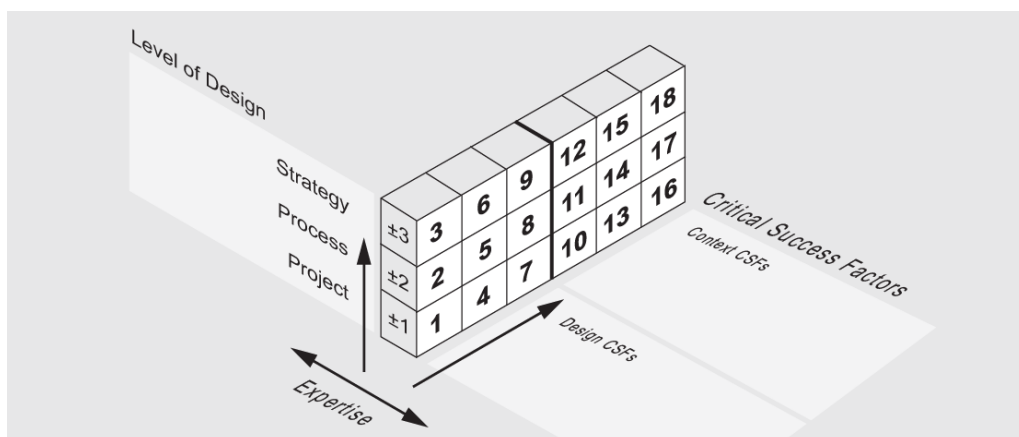 Level of Design
Strategy
Process
Project
±3
±2
±1
3
6
9
12
15
18
2
5
8
11
14
17
1
4
7
10
13
16
Critical Success Factors
Context CSFs
Design CSFs
Expertise